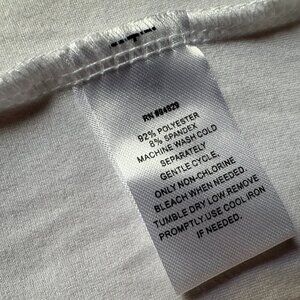 RN #94929
92% POLYESTER
8% SPANDEX
MACHINE WASH COLD
SEPARATELY
GENTLE CYCLE,
ONLY NON-CHLORINE
BLEACH WHEN NEEDED.
TUMBLE DRY LOW.REMOVE
PROMPTLY.USE COOL IRON
IF NEEDED.